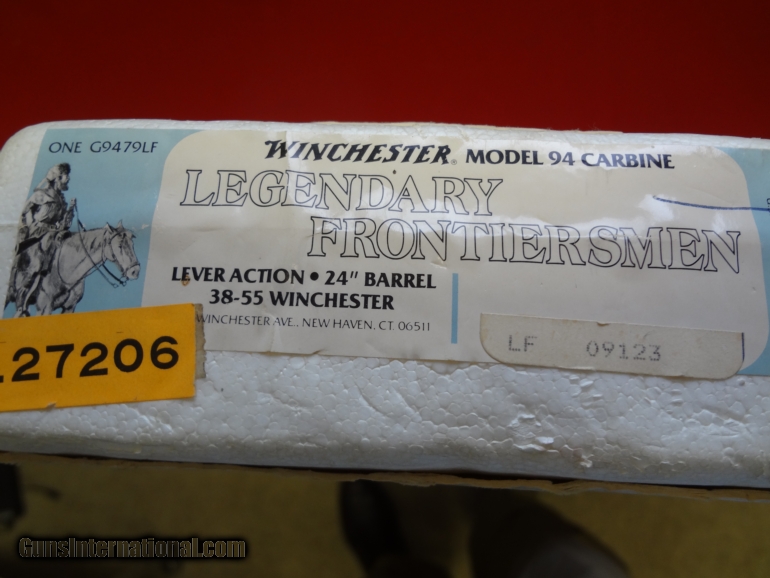 ONE G9479LF
WINCHESTER® MODEL 94 CARBINE
LEGENDARY
FRONTIERSMEN
LEVER ACTION • 24" BARREL
38-55 WINCHESTER
WINCHESTER AVE., NEW HAVEN, CT. 06511
LF 09123
27206
GunsInternational.com